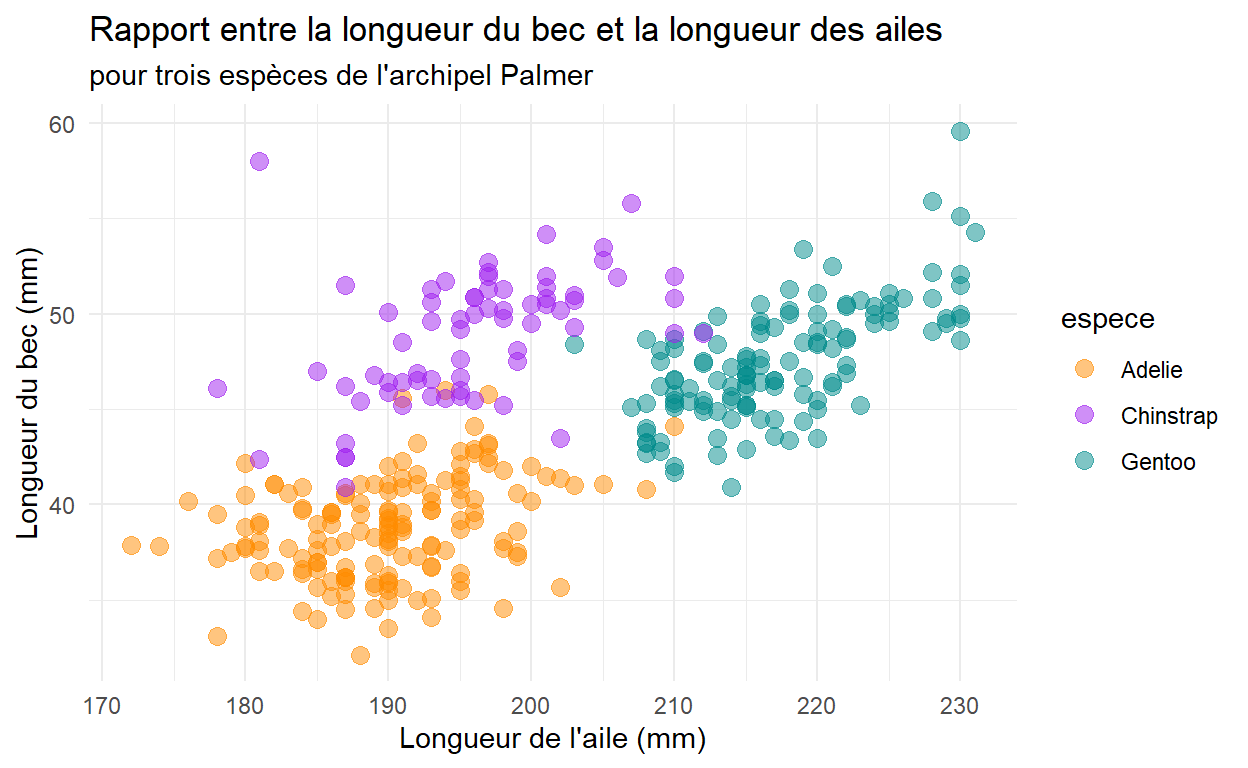 Rapport entre la longueur du bec et la longueur des ailes
pour trois espèces de l'archipel Palmer
60
50
40
Longueur du bec (mm)
170 180 190 200 210 220 230
Longueur de l'aile (mm)
espece
Adelie
Chinstrap
Gentoo